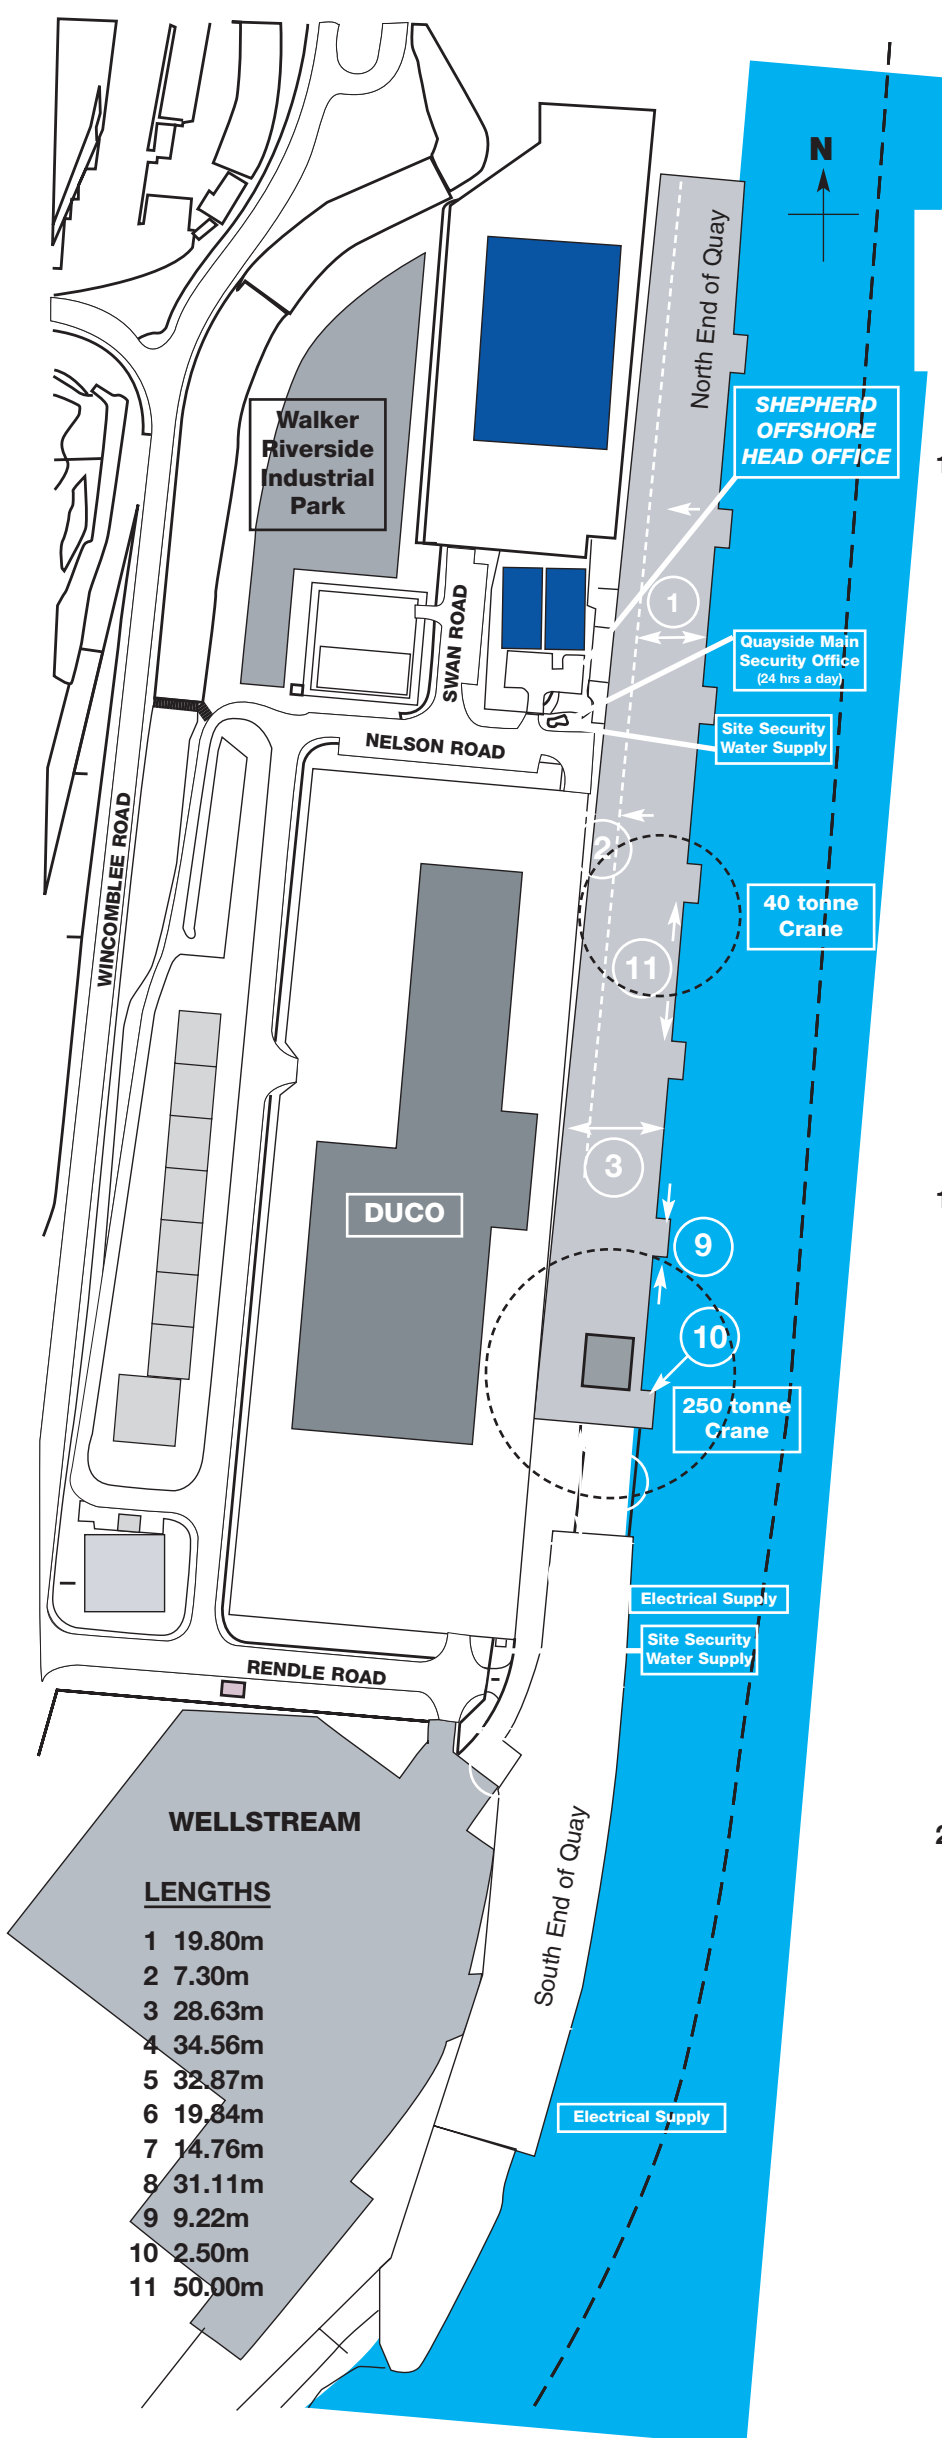 N
North End of Quay
SHEPHERD
OFFSHORE
HEAD OFFICE
Walker
Riverside
Industrial
Park
1
SWAN ROAD
Quayside Main
Security Office
(24 hrs a day)
Site Security
Water Supply
NELSON ROAD
WINCOMBLEE ROAD
2
40 tonne
Crane
11
3
DUCO
9
10
250 tonne
Crane
Electrical Supply
Site Security
Water Supply
RENDLE ROAD
WELLSTREAM
South End of Quay
LENGTHS
1 19.80m
2 7.30m
3 28.63m
4 34.56m
5 32.87m
6 19.84m
7 14.76m
8 31.11m
9 9.22m
10 2.50m
11 50.00m
Electrical Supply